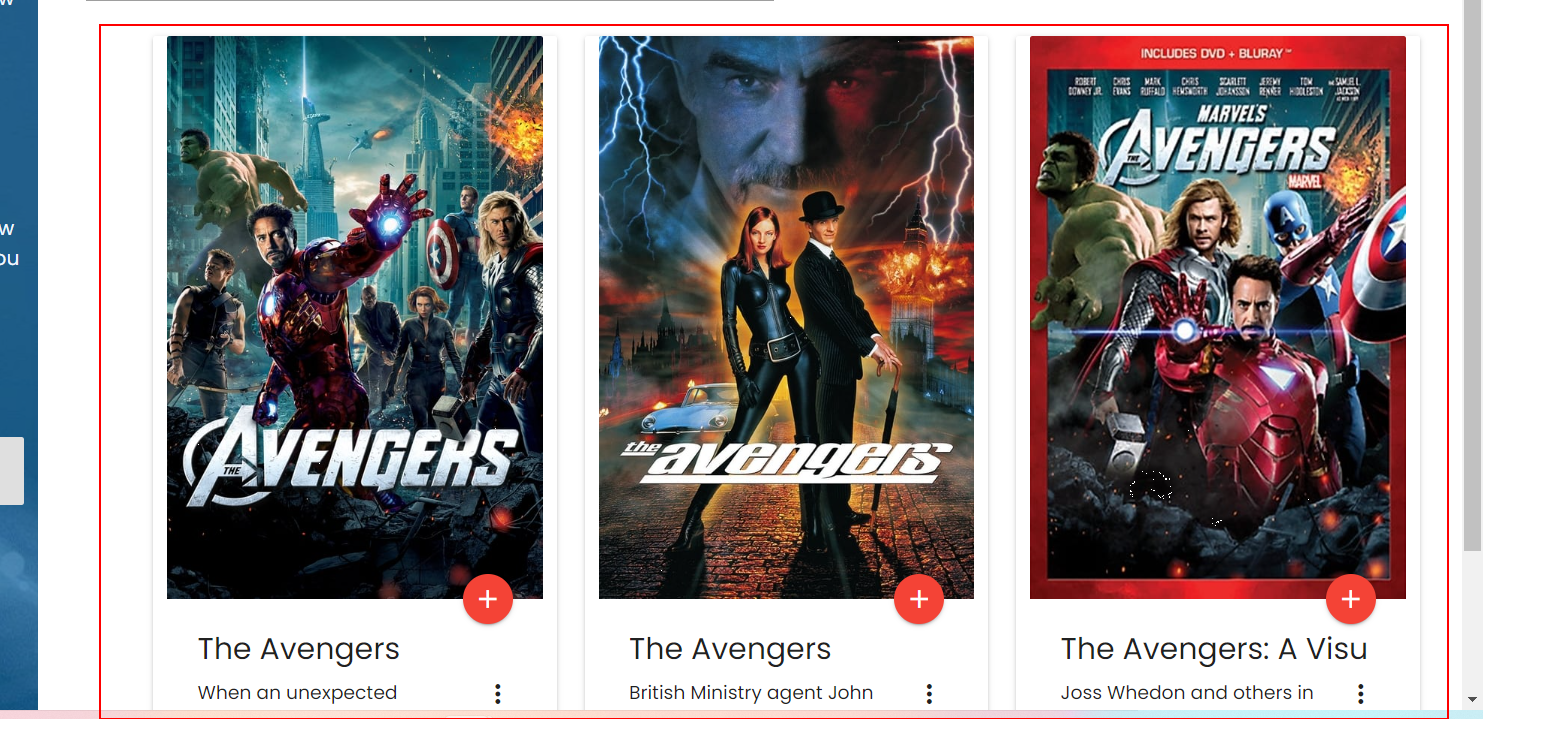 w
w
ou
THE AVENGERS
The Avengers
When an unexpected
the avengers
The Avengers
British Ministry agent John
INCLUDES DVD + BLURAY™
ROBERT DOWNEY JR. CHRIS EVANS MARK RUFFALO CHRIS HEMSWORTH SCARLETT JOHANSSON JEREMY RENNER TOM HIDDLESTON AND SAMUEL L. JACKSON
MARVEL'S
THE AVENGERS
MARVEL
The Avengers: A Visu
Joss Whedon and others in